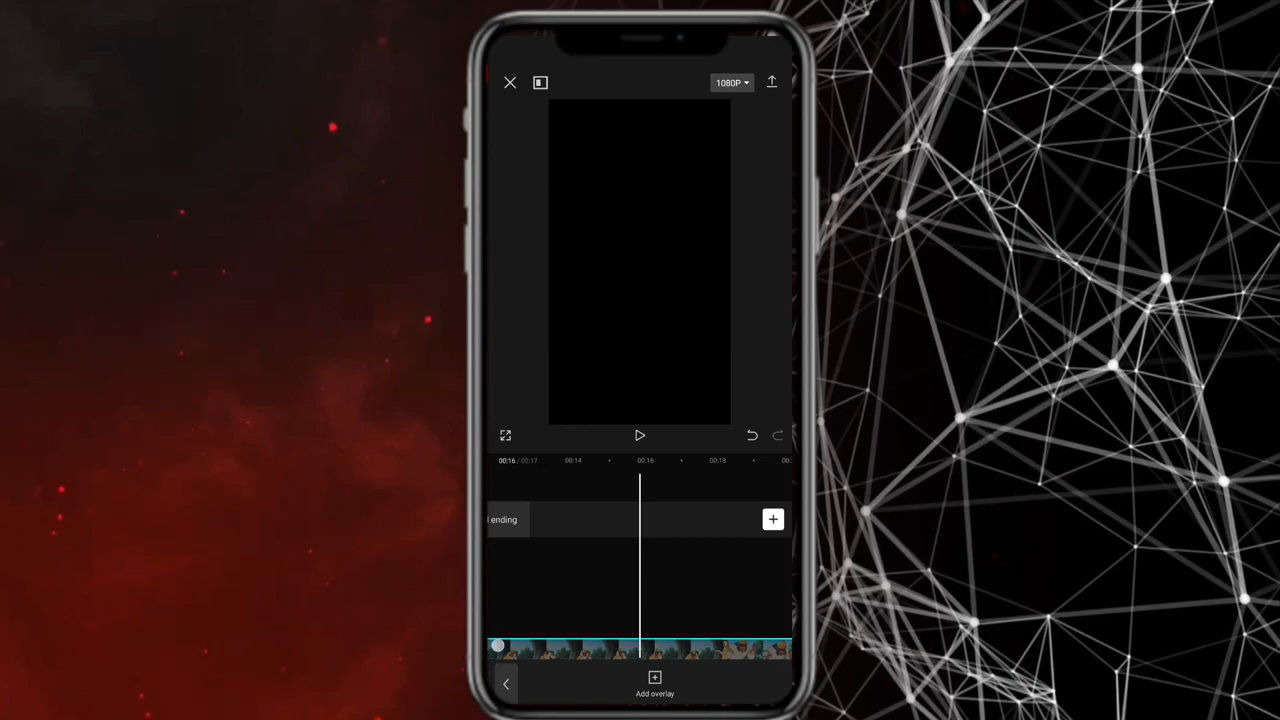 1080P
00:16 / 02:17
00:14
00:16
00:18
ending
Add overlay